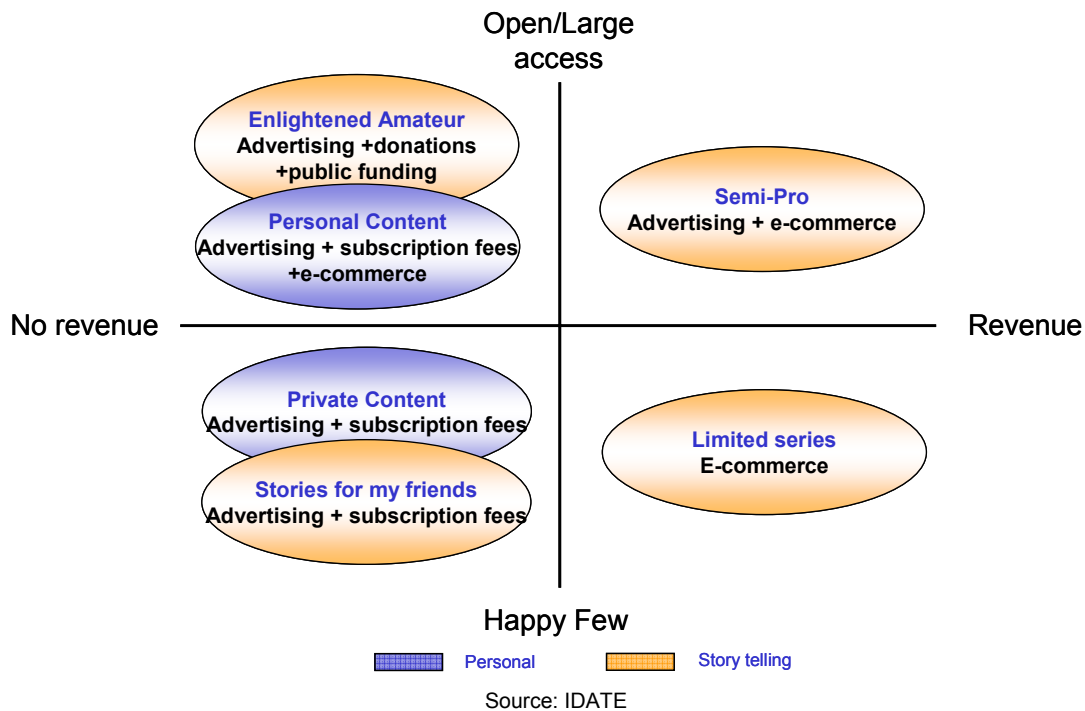 Open/Large
access
Enlightened Amateur
Advertising +donations
+public funding
Personal Content
Advertising + subscription fees
+e-commerce
Semi-Pro
Advertising + e-commerce
No revenue
Revenue
Private Content
Advertising + subscription fees
Stories for my friends
Advertising + subscription fees
Limited series
E-commerce
Happy Few
Personal
Story telling
Source: IDATE